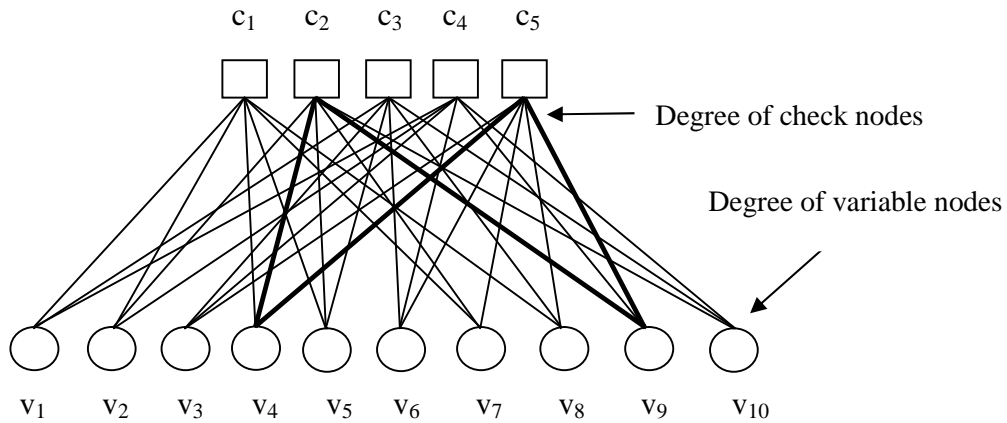 c₁ c₂ c₃ c₄ c₅
Degree of check nodes
Degree of variable nodes
v₁ v₂ v₃ v₄ v₅ v₆ v₇ v₈ v₉ v₁₀